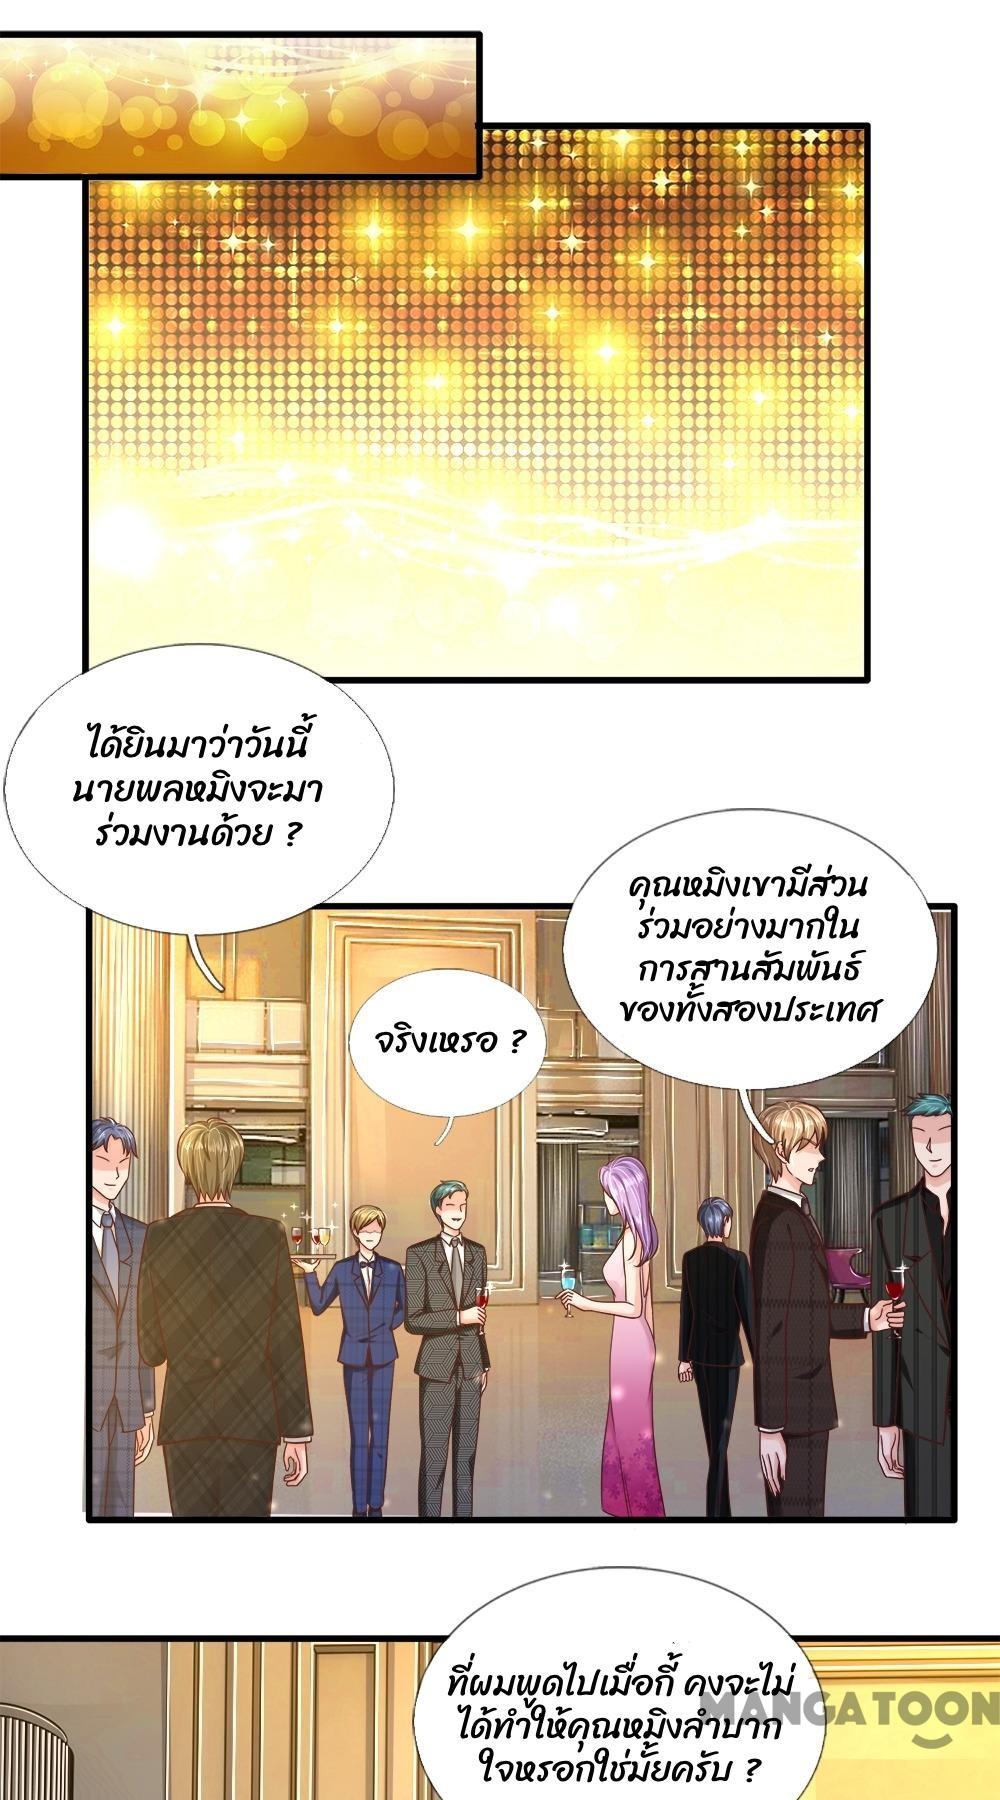 ได้ยินมาว่าวันนี้
นายพลหมิงจะมา
ร่วมงานด้วย ?
คุณหมิงเขามีส่วน
ร่วมอย่างมากใน
การสานสัมพันธ์
ของทั้งสองประเทศ
จริงเหรอ ?
ที่ผมพูดไปเมื่อกี้ คงจะไม่
ได้ทำให้คุณหมิงลำบาก
ใจหรอกใช่มั้ยครับ ?
MANGATOON